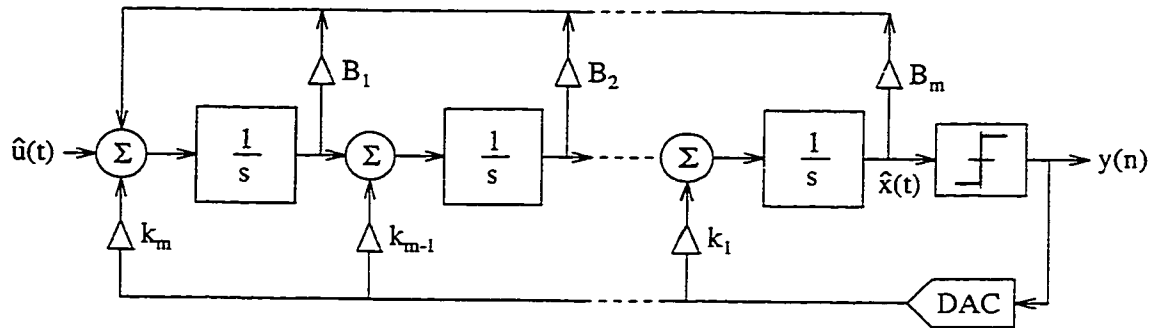 B₁
B₂
Bₘ
û(t)
Σ
1/s
Σ
1/s
Σ
1/s
x̂(t)
y(n)
kₘ
kₘ₋₁
k₁
DAC